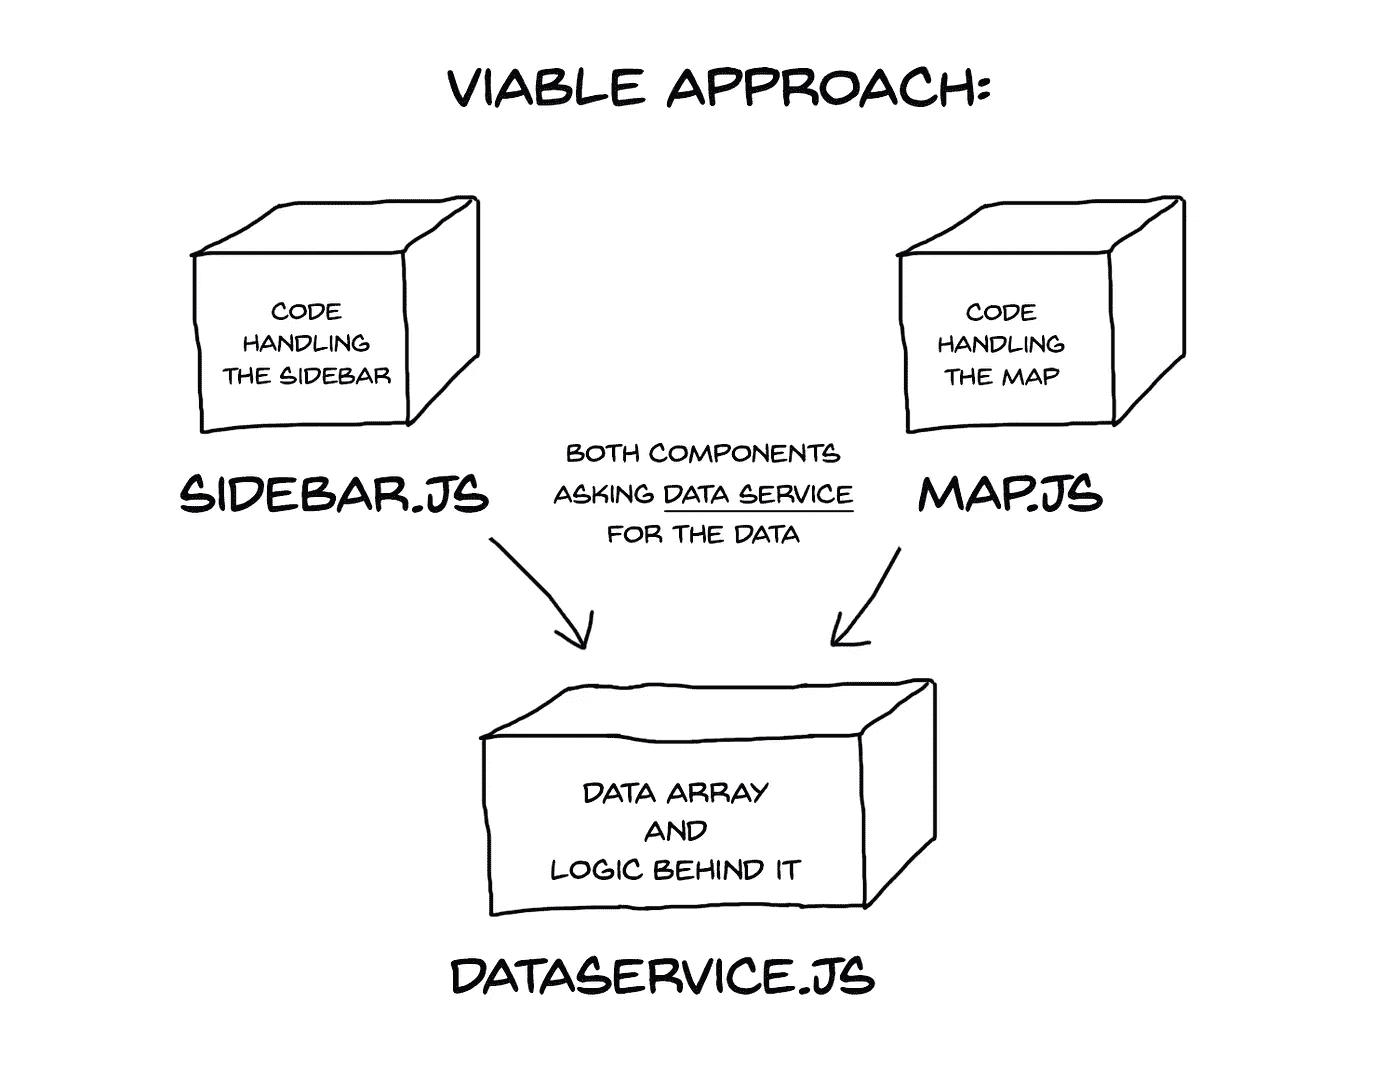 VIABLE APPROACH:
CODE
HANDLING
THE SIDEBAR
SIDEBAR.JS
CODE
HANDLING
THE MAP
MAP.JS
BOTH COMPONENTS
ASKING DATA SERVICE
FOR THE DATA
DATA ARRAY
AND
LOGIC BEHIND IT
DATASERVICE.JS